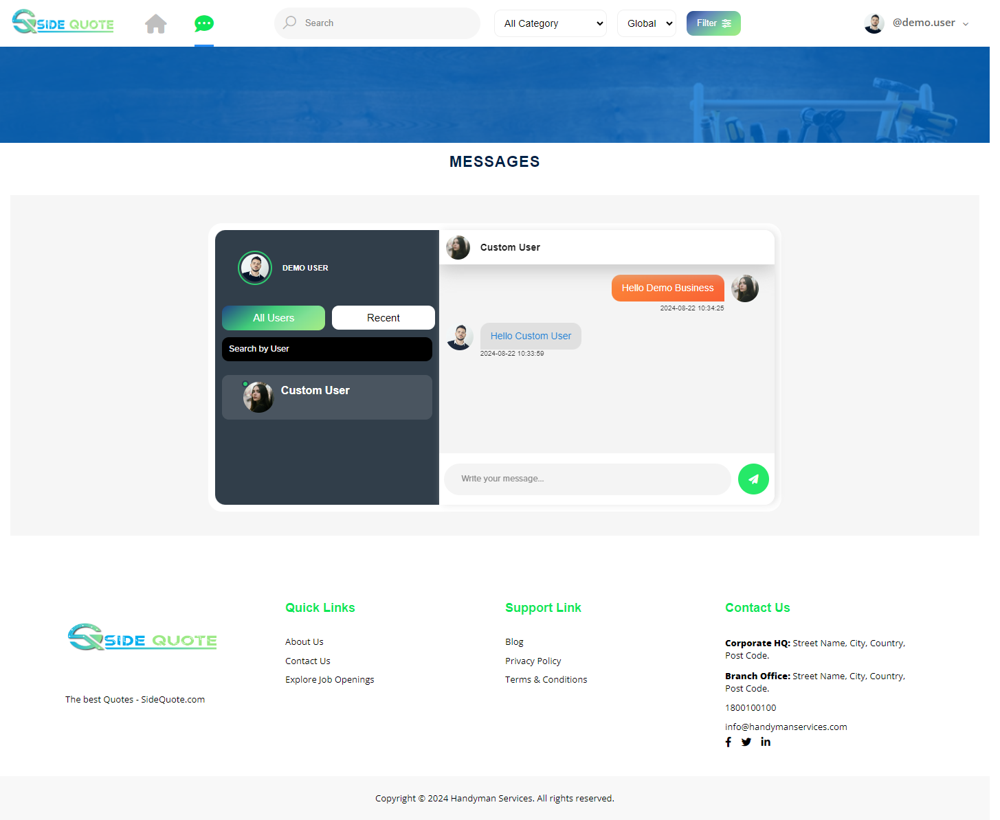 SIDE QUOTE
Search
All Category
Global
Filter
@demo.user
MESSAGES
DEMO USER
All Users
Recent
Search by User
Custom User
Custom User
Hello Demo Business
2024-08-22 10:34:25
Hello Custom User
2024-08-22 10:33:59
Write your message...
SIDE QUOTE
The best Quotes - SideQuote.com
Quick Links
About Us
Contact Us
Explore Job Openings
Support Link
Blog
Privacy Policy
Terms & Conditions
Contact Us
Corporate HQ: Street Name, City, Country,
Post Code.
Branch Office: Street Name, City, Country,
Post Code.
1800100100
info@handymanservices.com
Copyright © 2024 Handyman Services. All rights reserved.